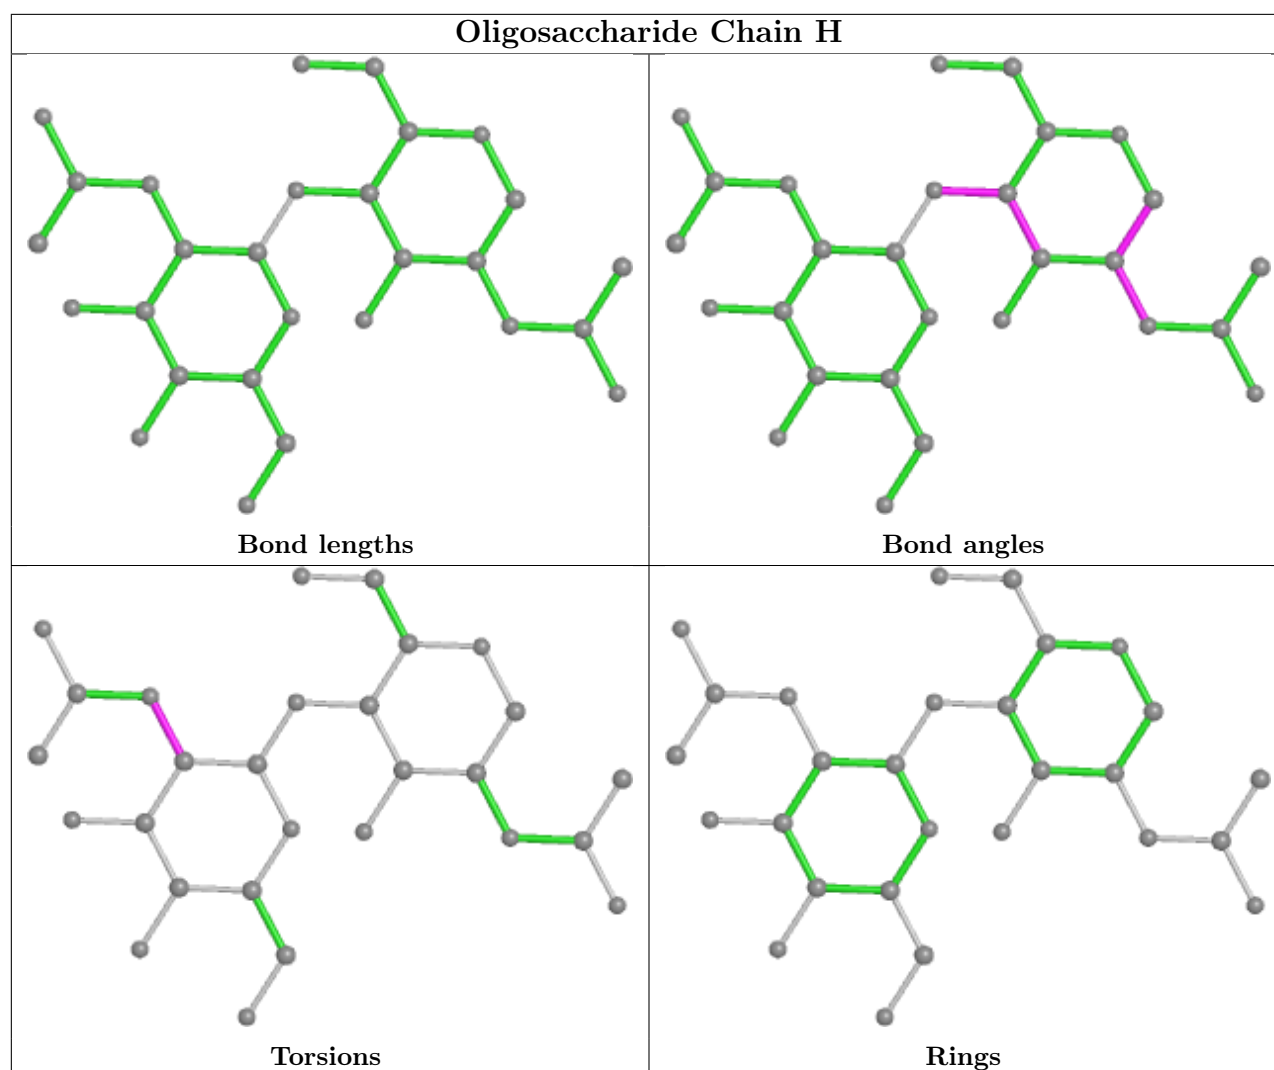 Oligosaccharide Chain H
Bond lengths
Bond angles
Torsions
Rings